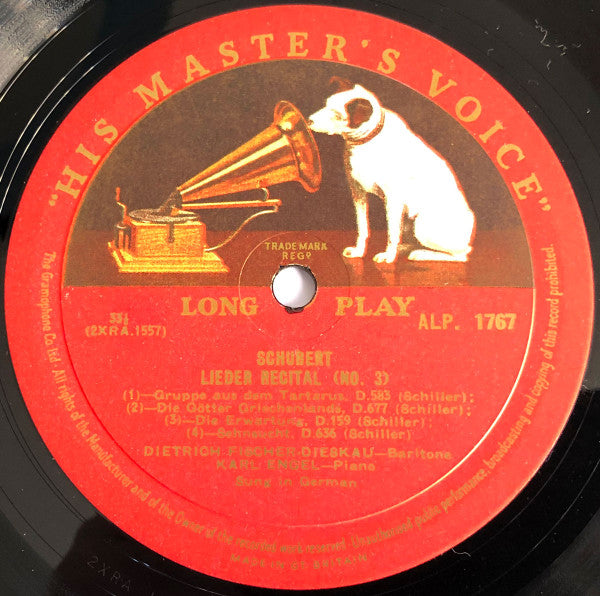 "HIS MASTER'S VOICE"
TRADE MARK
REGD
LONG PLAY
33⅓
(2XRA.1557)
ALP. 1767
SCHUBERT
LIEDER RECITAL (NO. 3)
(1)—Gruppe aus dem Tartarus, D.583 (Schiller);
(2)—Die Götter Griechenlands, D.677 (Schiller);
(3)—Die Erwartung, D.159 (Schiller);
(4)—Sehnsucht, D.636 (Schiller)
DIETRICH FISCHER-DIESKAU—Baritone
KARL ENGEL—Piano
Sung in German
The Gramophone Co. Ltd. All rights of the Manufacturer and of the Owner of the recorded work reserved. Unauthorised public performance, broadcasting and copying of this record prohibited.
MADE IN GT. BRITAIN
2XRA